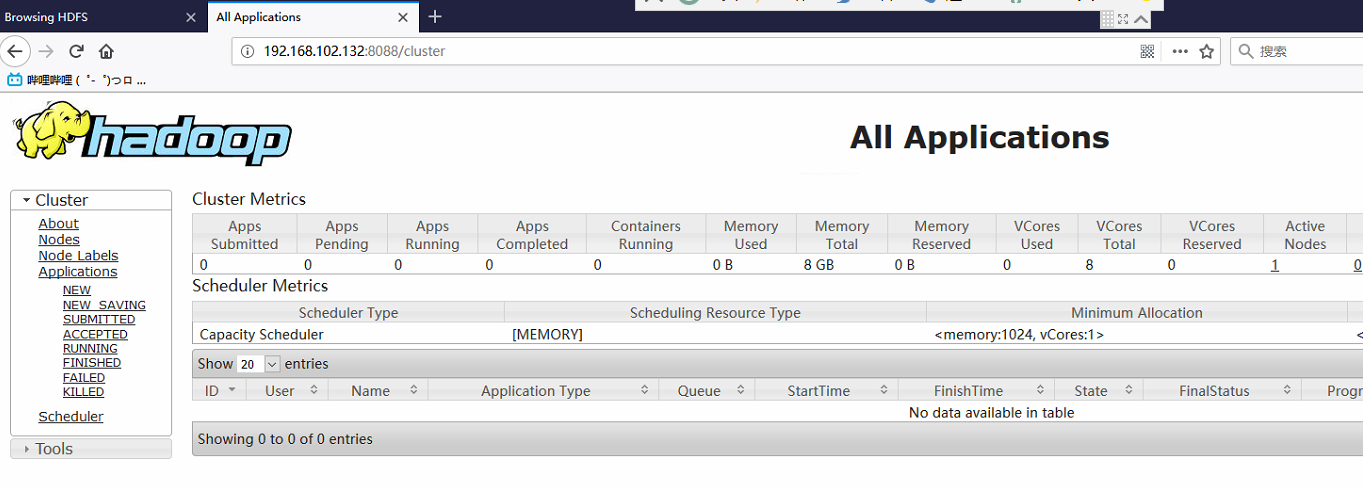 Browsing HDFS
All Applications
192.168.102.132:8088/cluster
搜索
哔哩哔哩 ( ゜- ゜)つロ ...
hadoop
All Applications
Cluster
About
Nodes
Node Labels
Applications
NEW
NEW_SAVING
SUBMITTED
ACCEPTED
RUNNING
FINISHED
FAILED
KILLED
Scheduler
Tools
Cluster Metrics
Apps Submitted Apps Pending Apps Running Apps Completed Containers Running Memory Used Memory Total Memory Reserved VCores Used VCores Total VCores Reserved Active Nodes
0 0 0 0 0 0 B 8 GB 0 B 0 8 0 1 0
Scheduler Metrics
Scheduler Type Scheduling Resource Type Minimum Allocation
Capacity Scheduler [MEMORY] <memory:1024, vCores:1> <
Show 20 entries
ID User Name Application Type Queue StartTime FinishTime State FinalStatus Progr
No data available in table
Showing 0 to 0 of 0 entries